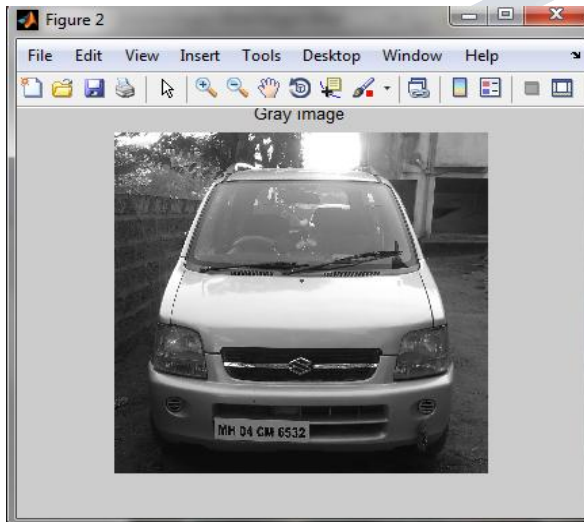 Figure 2
File Edit View Insert Tools Desktop Window Help
Gray image
MH 04 CM 6532